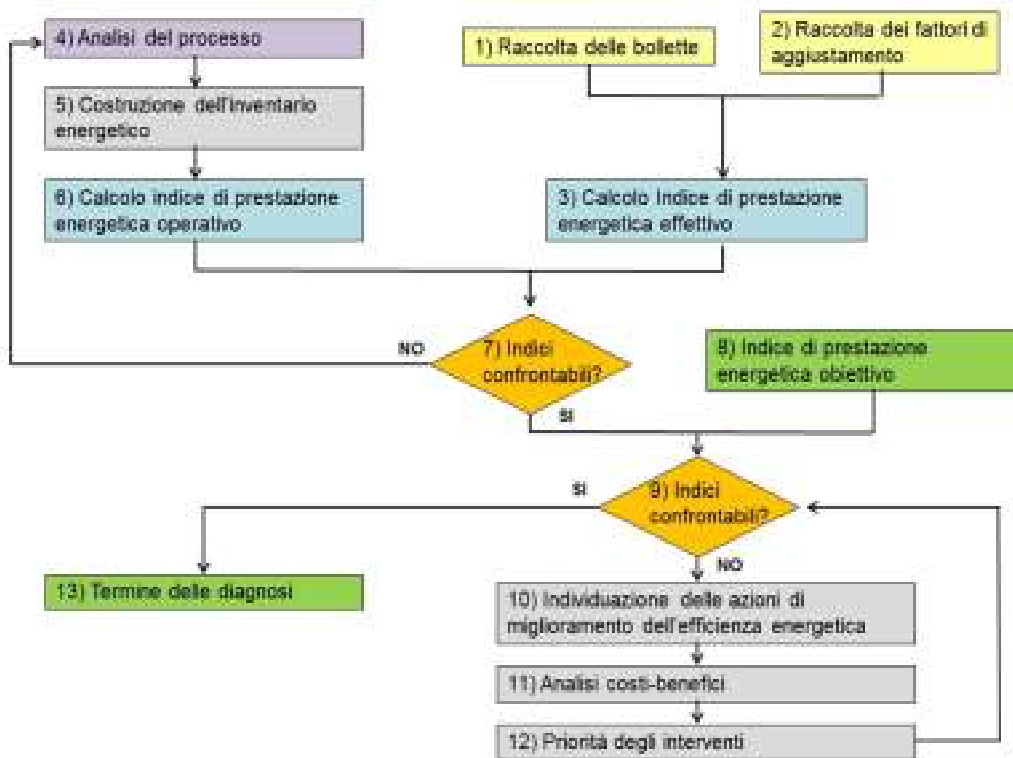 4) Analisi del processo
1) Raccolta delle bollette
2) Raccolta dei fattori di
aggiustamento
5) Costruzione dell'inventario
energetico
6) Calcolo indice di prestazione
energetica operativo
3) Calcolo Indice di prestazione
energetica effettivo
NO
7) Indici
confrontabili?
8) Indice di prestazione
energetica obiettivo
SI
SI
9) Indici
confrontabili?
NO
13) Termine delle diagnosi
10) Individuazione delle azioni di
miglioramento dell'efficienza energetica
11) Analisi costi-benefici
12) Priorità degli interventi